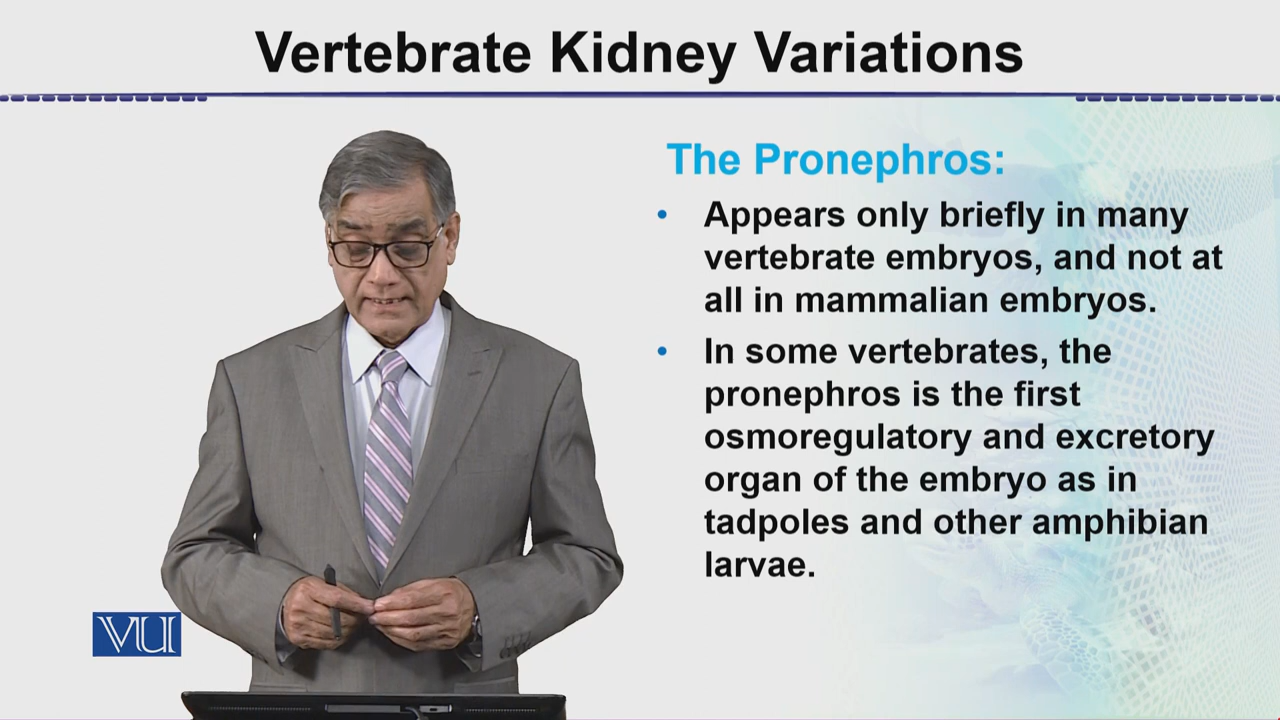 Vertebrate Kidney Variations
The Pronephros:
• Appears only briefly in many
vertebrate embryos, and not at
all in mammalian embryos.
• In some vertebrates, the
pronephros is the first
osmoregulatory and excretory
organ of the embryo as in
tadpoles and other amphibian
larvae.
VU